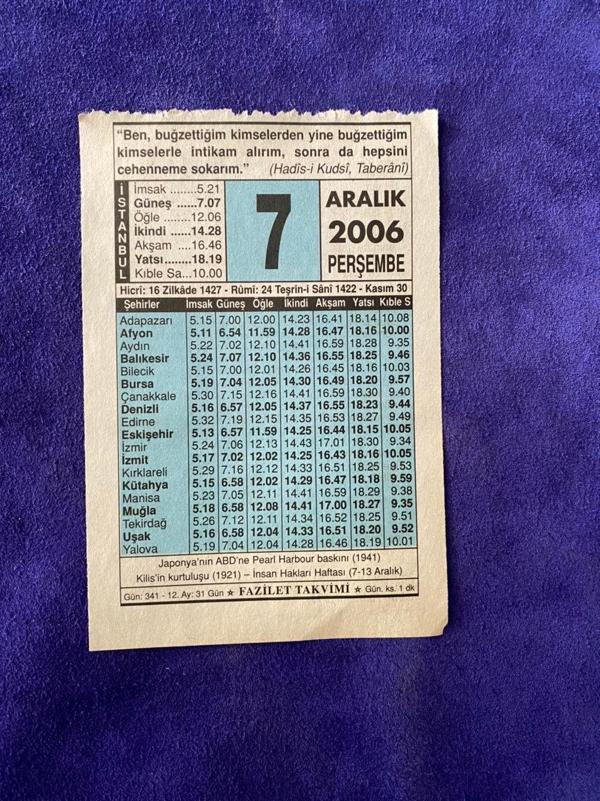 “Ben, buğzettiğim kimselerden yine buğzettiğim
kimselerle intikam alırım, sonra da hepsini
cehenneme sokarım.” (Hadîs-i Kudsî, Taberânî)
İSTANBUL
İmsak ........5.21
Güneş ......7.07
Öğle ........12.06
İkindi ......14.28
Akşam ....16.46
Yatsı........18.19
Kıble Sa...10.00
7
ARALIK
2006
PERŞEMBE
Hicrî: 16 Zilkâde 1427 - Rûmî: 24 Teşrin-i Sânî 1422 - Kasım 30
Şehirler İmsak Güneş Öğle İkindi Akşam Yatsı Kıble S
Adapazarı 5.15 7.00 12.00 14.23 16.41 18.14 10.08
Afyon 5.11 6.54 11.59 14.28 16.47 18.16 10.00
Aydın 5.22 7.02 12.10 14.41 16.59 18.28 9.35
Balıkesir 5.24 7.07 12.10 14.36 16.55 18.25 9.46
Bilecik 5.15 7.00 12.01 14.26 16.45 18.16 10.03
Bursa 5.19 7.04 12.05 14.30 16.49 18.20 9.57
Çanakkale 5.30 7.15 12.16 14.41 16.59 18.30 9.40
Denizli 5.16 6.57 12.05 14.37 16.55 18.23 9.44
Edirne 5.32 7.19 12.15 14.35 16.53 18.27 9.49
Eskişehir 5.13 6.57 11.59 14.25 16.44 18.15 10.05
İzmir 5.24 7.06 12.13 14.43 17.01 18.30 9.34
İzmit 5.17 7.02 12.02 14.25 16.43 18.16 10.05
Kırklareli 5.29 7.16 12.12 14.33 16.51 18.25 9.53
Kütahya 5.15 6.58 12.02 14.29 16.47 18.18 9.59
Manisa 5.23 7.05 12.11 14.41 16.59 18.29 9.38
Muğla 5.18 6.58 12.08 14.41 17.00 18.27 9.35
Tekirdağ 5.26 7.12 12.11 14.34 16.52 18.25 9.51
Uşak 5.16 6.58 12.04 14.33 16.51 18.20 9.52
Yalova 5.19 7.04 12.04 14.28 16.46 18.19 10.01
Japonya’nın ABD’ne Pearl Harbour baskını (1941)
Kilis’in kurtuluşu (1921) – İnsan Hakları Haftası (7-13 Aralık)
Gün: 341 - 12. Ay: 31 Gün ★ FAZİLET TAKVİMİ ★ Gün. ks. 1 dk